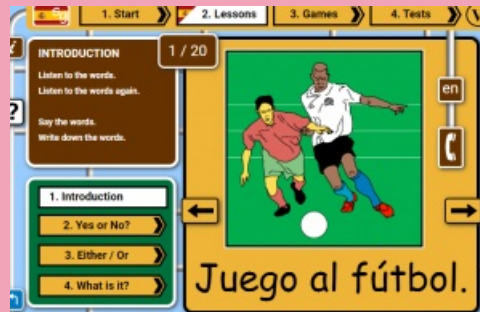 1. Start
2. Lessons
3. Games
4. Tests
INTRODUCTION
Listen to the words.
Listen to the words again.
Say the words.
Write down the words.
1 / 20
en
?
1. Introduction
2. Yes or No?
3. Either / Or
4. What is it?
Juego al fútbol.